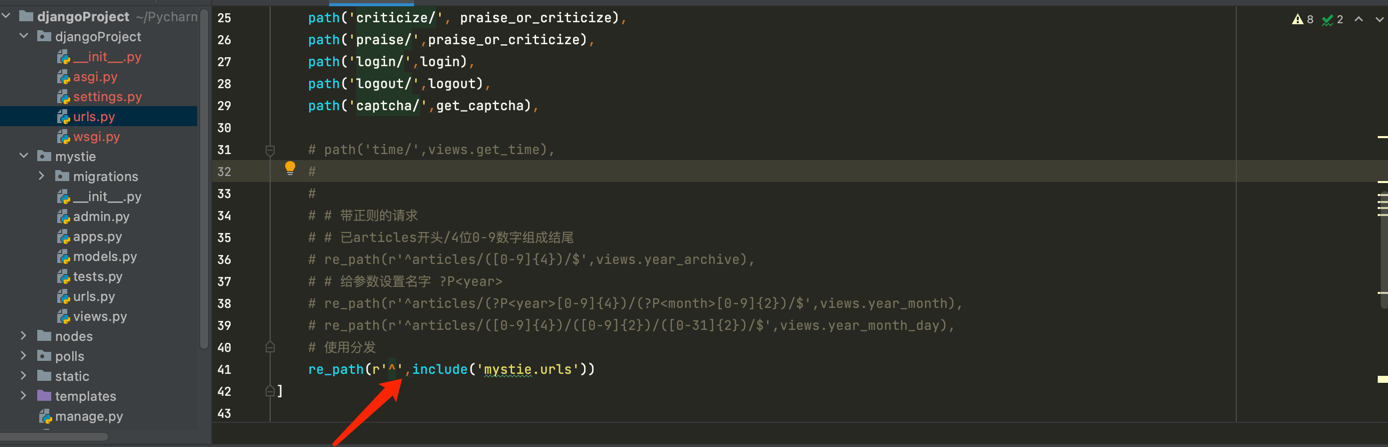 djangoProject ~/Pycharn
djangoProject
__init__.py
asgi.py
settings.py
urls.py
wsgi.py
mystie
migrations
__init__.py
admin.py
apps.py
models.py
tests.py
urls.py
views.py
nodes
polls
static
templates
manage.py
25 path('criticize/', praise_or_criticize),
26 path('praise/',praise_or_criticize),
27 path('login/',login),
28 path('logout/',logout),
29 path('captcha/',get_captcha),
30
31 # path('time/',views.get_time),
32 #
33 #
34 # # 带正则的请求
35 # # 已articles开头/4位0-9数字组成结尾
36 # re_path(r'^articles/([0-9]{4})/$',views.year_archive),
37 # # 给参数设置名字 ?P<year>
38 # re_path(r'^articles/(?P<year>[0-9]{4})/(?P<month>[0-9]{2})/$',views.year_month),
39 # re_path(r'^articles/([0-9]{4})/([0-9]{2})/([0-31]{2})/$',views.year_month_day),
40 # 使用分发
41 re_path(r'^',include('mystie.urls'))
42 ]
43
8 2